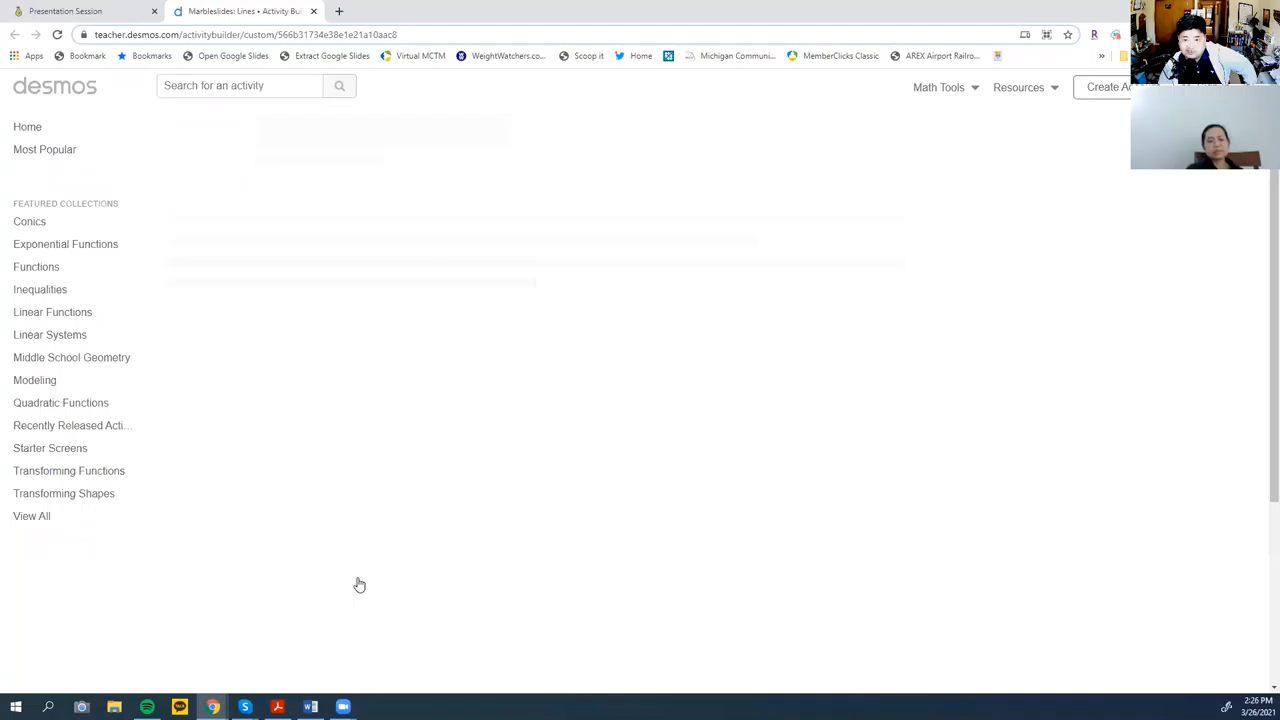 Presentation Session
Marbleslides: Lines • Activity Bui
teacher.desmos.com/activitybuilder/custom/566b31734e38e1e21a10aac8
Apps Bookmark Bookmarks Open Google Slides Extract Google Slides Virtual MCTM WeightWatchers.co... Scoop it Home Michigan Communi... MemberClicks Classic AREX Airport Railro... »
desmos
Search for an activity
Math Tools Resources Create Ac
Home
Most Popular
FEATURED COLLECTIONS
Conics
Exponential Functions
Functions
Inequalities
Linear Functions
Linear Systems
Middle School Geometry
Modeling
Quadratic Functions
Recently Released Acti...
Starter Screens
Transforming Functions
Transforming Shapes
View All
2:26 PM
3/26/2021